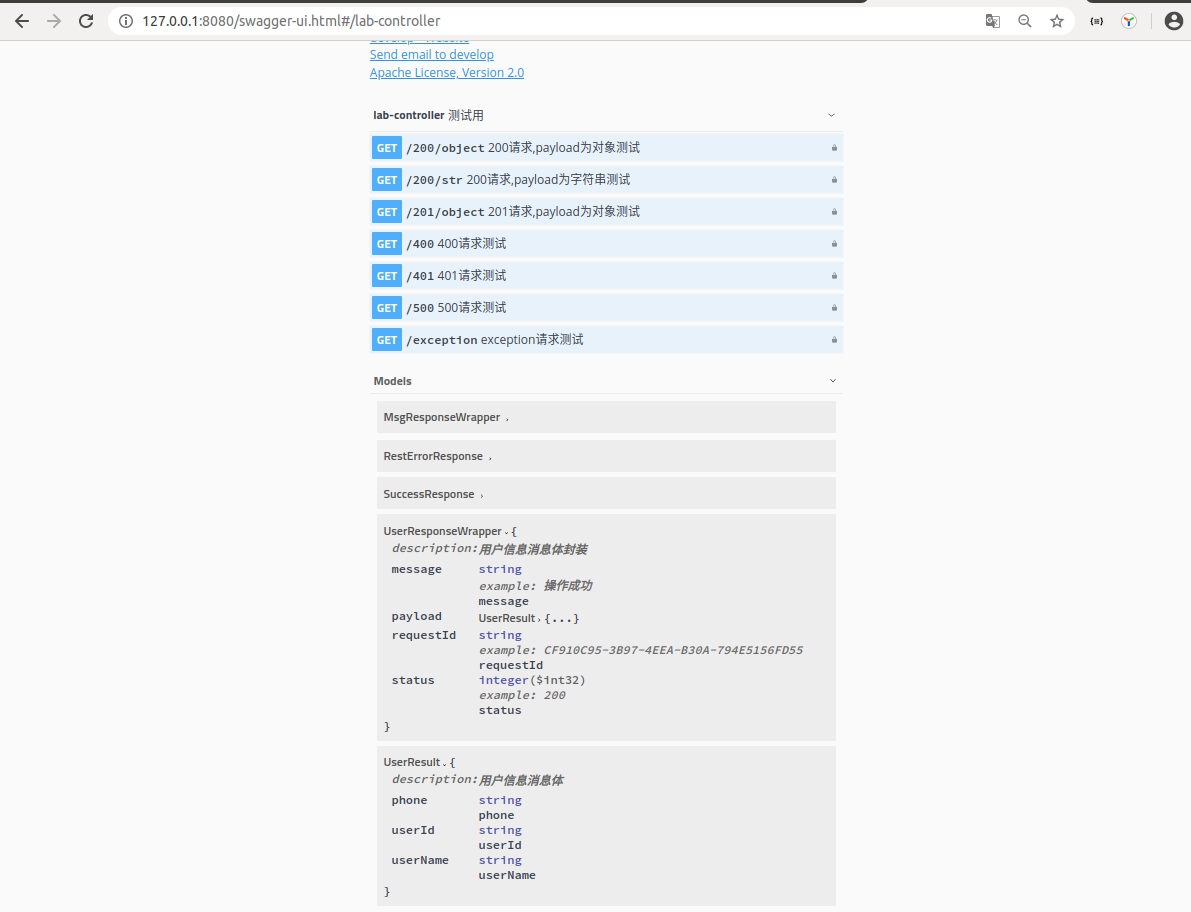 127.0.0.1:8080/swagger-ui.html#/lab-controller
Send email to develop
Apache License, Version 2.0
lab-controller 测试用
GET /200/object 200请求,payload为对象测试
GET /200/str 200请求,payload为字符串测试
GET /201/object 201请求,payload为对象测试
GET /400 400请求测试
GET /401 401请求测试
GET /500 500请求测试
GET /exception exception请求测试
Models
MsgResponseWrapper
RestErrorResponse
SuccessResponse
UserResponseWrapper {
description: 用户信息消息体封装
message string
example: 操作成功
message
payload UserResult {...}
requestId string
example: CF910C95-3B97-4EEA-B30A-794E5156FD55
requestId
status integer($int32)
example: 200
status
}
UserResult {
description: 用户信息消息体
phone string
phone
userId string
userId
userName string
userName
}